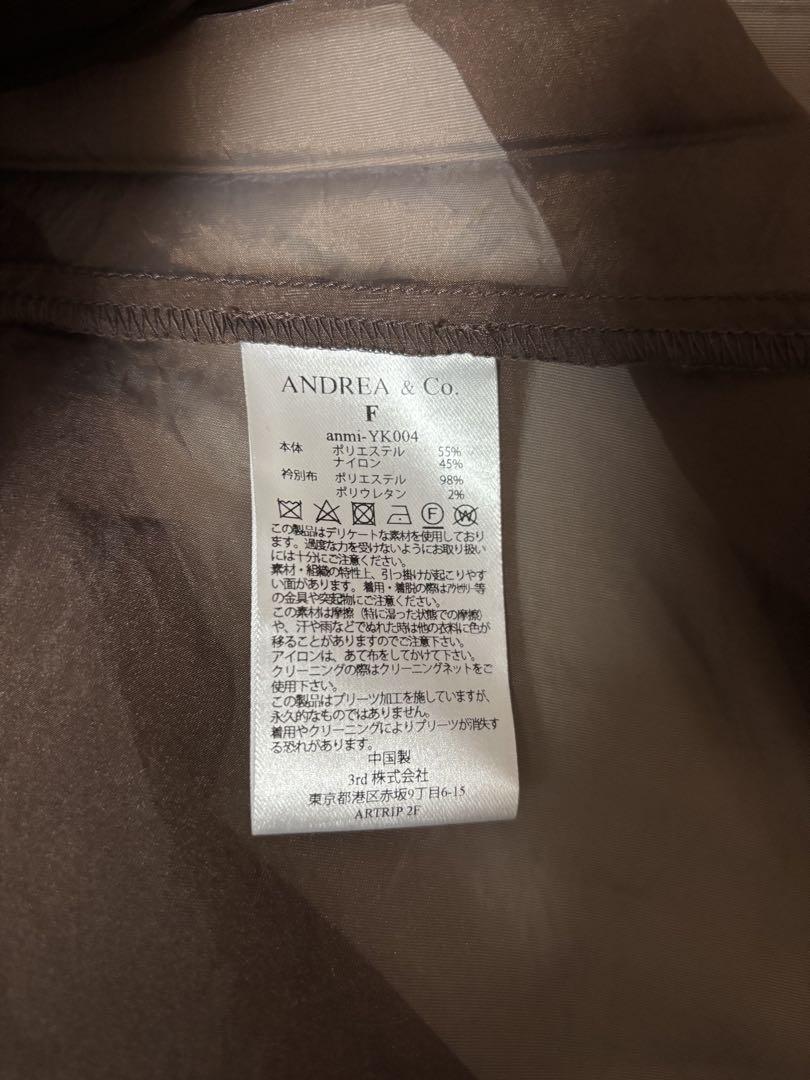 ANDREA & Co.
F
anmi-YK004
本体 ポリエステル 55%
ナイロン 45%
衿別布 ポリエステル 98%
ポリウレタン 2%
この製品はデリケートな素材を使用しており
ます。過度な力を受けないようにお取り扱い
には十分にご注意ください。
素材・組織の特性上、引っ掛けが起こりやす
い面があります。着用・着脱の際はアクセサリー等
の金具や突起物にご注意ください。
この素材は摩擦（特に湿った状態での摩擦）
や、汗や雨などでぬれた時は他の衣料に色が
移ることがありますのでご注意下さい。
アイロンは、あて布をしてかけて下さい。
クリーニングの際はクリーニングネットをご
使用下さい。
この製品はプリーツ加工を施していますが、
永久的なものではありません。
着用やクリーニングによりプリーツが消失す
る恐れがあります。
中国製
3rd 株式会社
東京都港区赤坂9丁目6-15
ARTRIP 2F